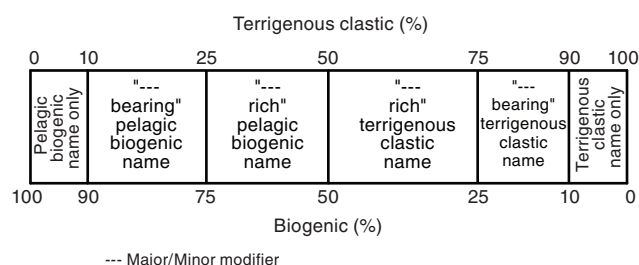 Terrigenous clastic (%)
0 10 25 50 75 90 100
Pelagic
biogenic
name only
"---
bearing"
pelagic
biogenic
name
"---
rich"
pelagic
biogenic
name
"---
rich"
terrigenous
clastic
name
"---
bearing"
terrigenous
clastic
name
Terrigenous
clastic
name only
100 90 75 50 25 10 0
Biogenic (%)
--- Major/Minor modifier